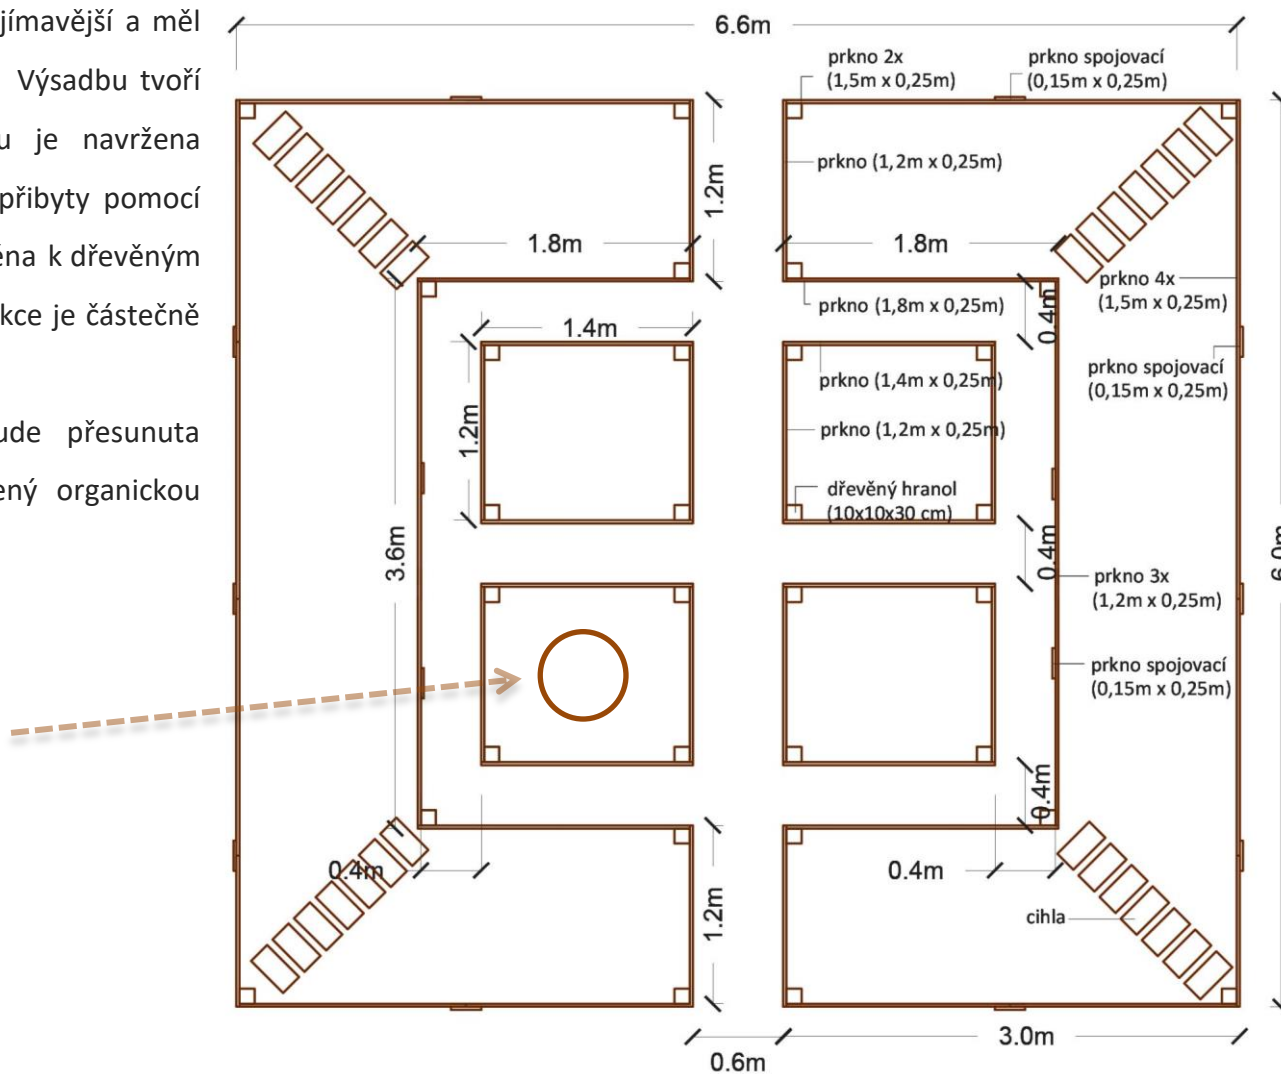 jímavější a měl
Výsadbu tvoří
u je navržena
přibyty pomocí
ěna k dřevěným
kce je částečně
ude přesunuta
ený organickou
6.6m
prkno 2x
(1,5m x 0,25m)
prkno spojovací
(0,15m x 0,25m)
prkno (1,2m x 0,25m)
1.2m
1.2m
1.8m
1.8m
prkno 4x
(1,5m x 0,25m)
prkno (1,8m x 0,25m)
0.4m
1.4m
prkno spojovací
(0,15m x 0,25m)
prkno (1,4m x 0,25m)
1.2m
prkno (1,2m x 0,25m)
dřevěný hranol
(10x10x30 cm)
3.6m
0.4m
6.0m
prkno 3x
(1,2m x 0,25m)
prkno spojovací
(0,15m x 0,25m)
0.4m
0.4m
0.4m
1.2m
cihla
3.0m
0.6m